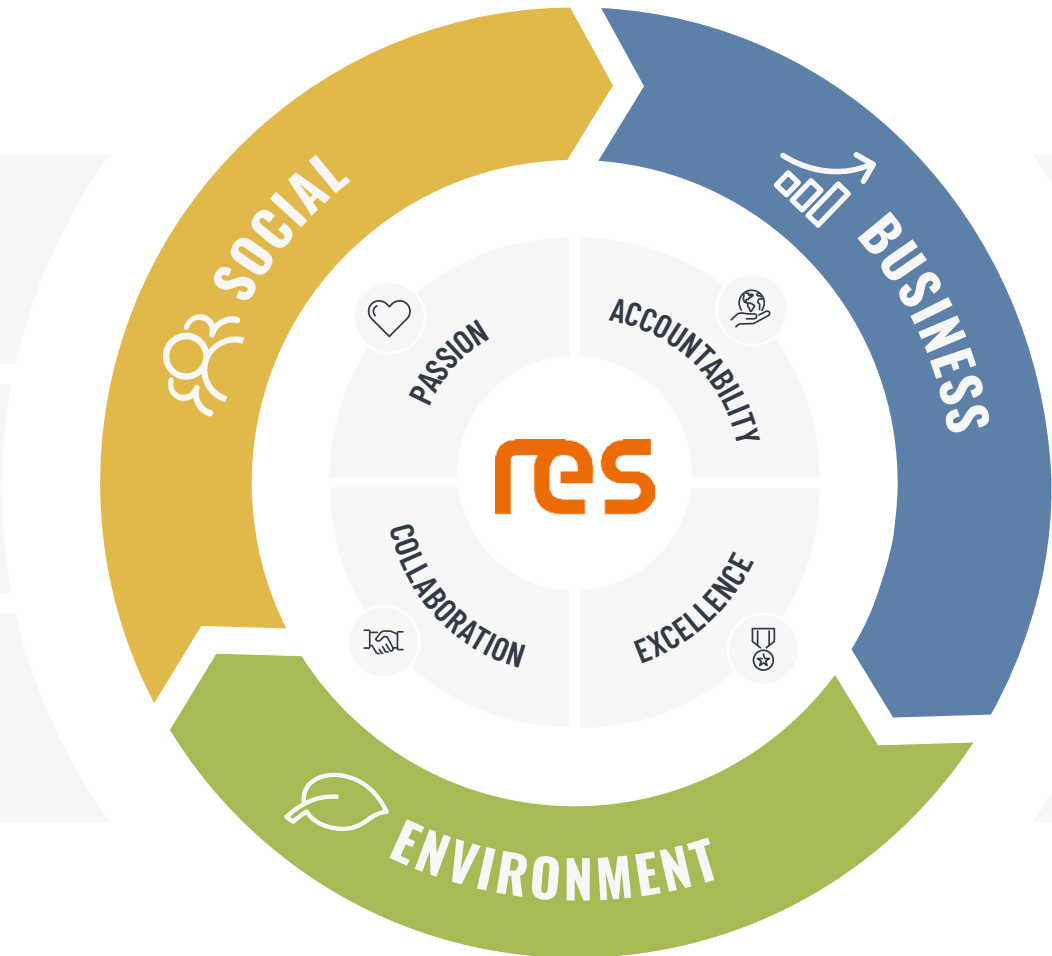 SOCIAL
BUSINESS
PASSION
ACCOUNTABILITY
res
COLLABORATION
EXCELLENCE
ENVIRONMENT